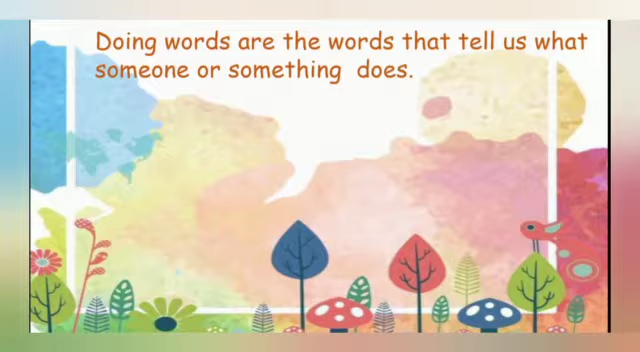 Doing words are the words that tell us what
someone or something does.